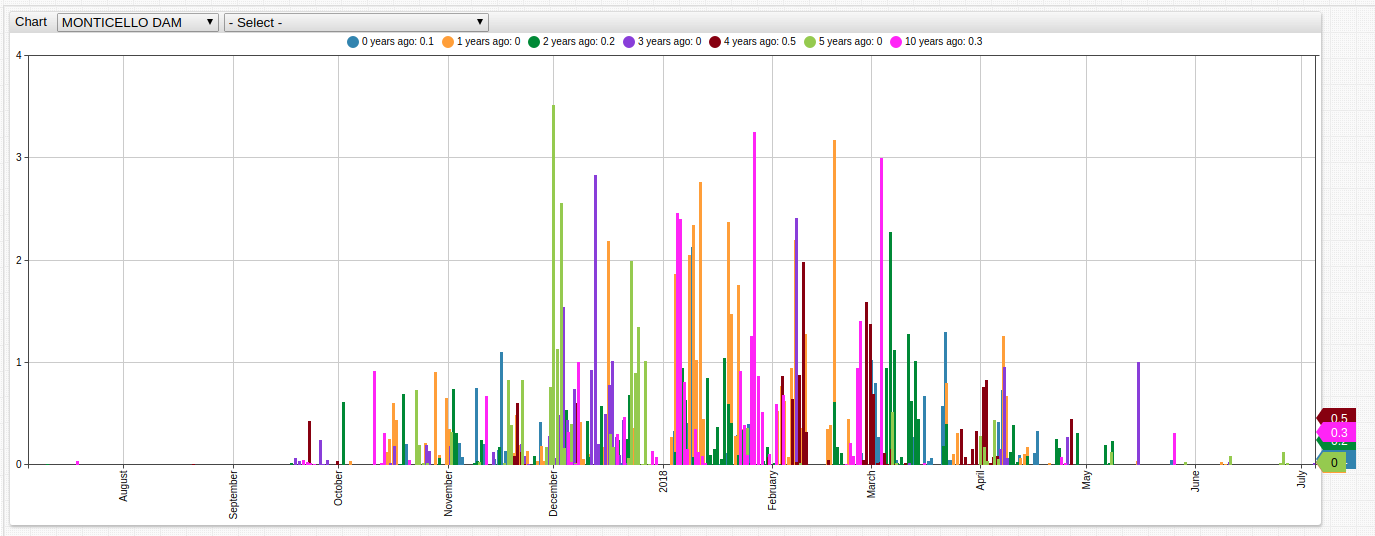 Chart MONTICELLO DAM - Select -
0 years ago: 0.1 1 years ago: 0 2 years ago: 0.2 3 years ago: 0 4 years ago: 0.5 5 years ago: 0 10 years ago: 0.3
4
3
2
1
0
0.5
0.3
0
August September October November December 2018 February March April May June July